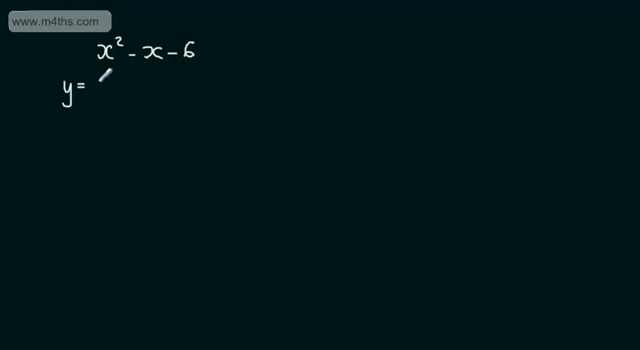 www.m4ths.com
x² - x - 6
y =